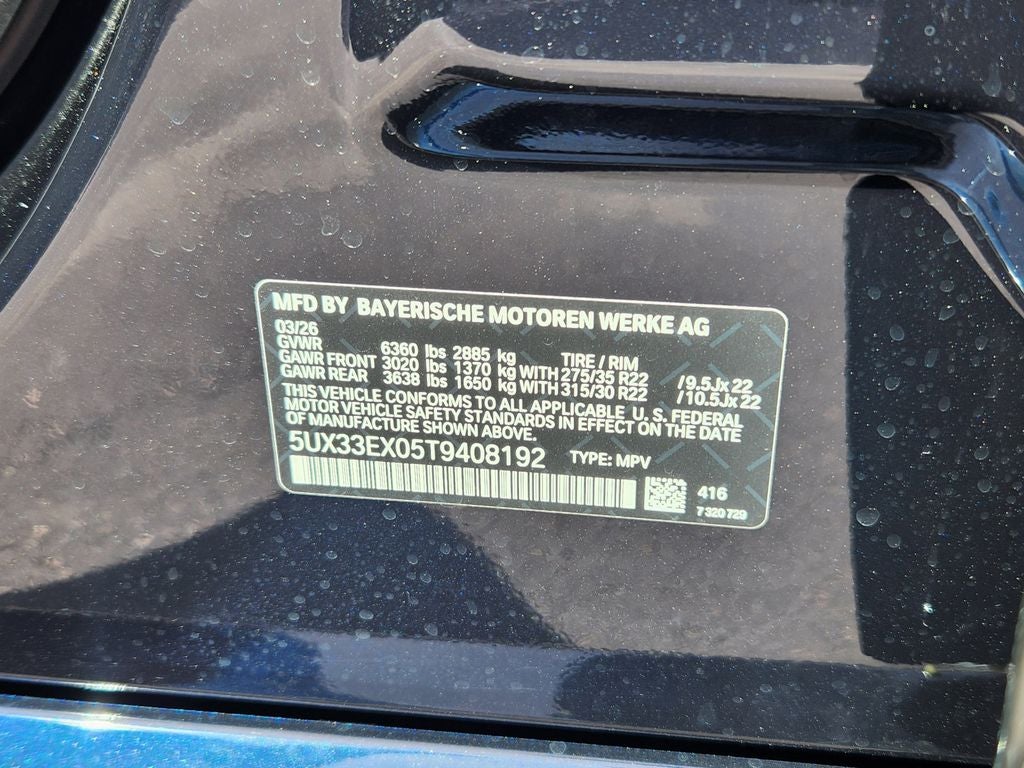 MFD BY BAYERISCHE MOTOREN WERKE AG
03/26
GVWR 6360 lbs 2885 kg TIRE / RIM
GAWR FRONT 3020 lbs 1370 kg WITH 275/35 R22 /9.5Jx22
GAWR REAR 3638 lbs 1650 kg WITH 315/30 R22 /10.5Jx22
THIS VEHICLE CONFORMS TO ALL APPLICABLE U. S. FEDERAL
MOTOR VEHICLE SAFETY STANDARDS IN EFFECT ON THE DATE
OF MANUFACTURE SHOWN ABOVE.
5UX33EX05T9408192 TYPE: MPV
416
7 320 729